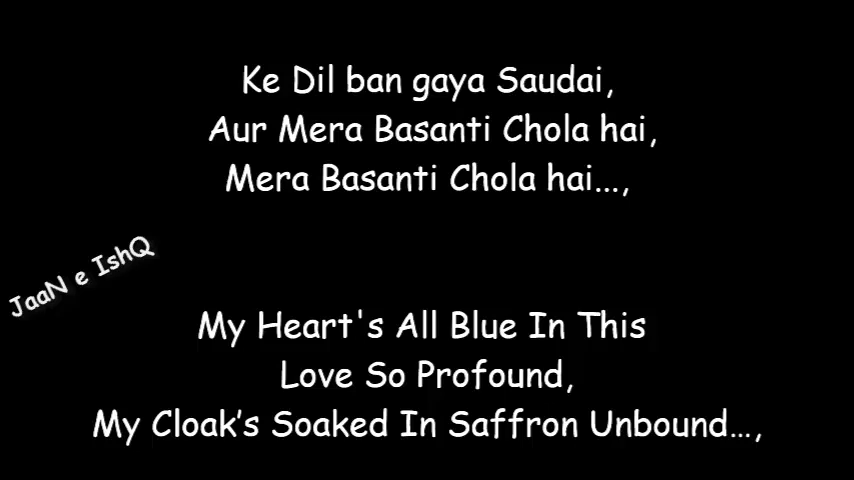 Ke Dil ban gaya Saudai,
Aur Mera Basanti Chola hai,
Mera Basanti Chola hai...,
JaaN e IshQ
My Heart's All Blue In This
Love So Profound,
My Cloak’s Soaked In Saffron Unbound...,